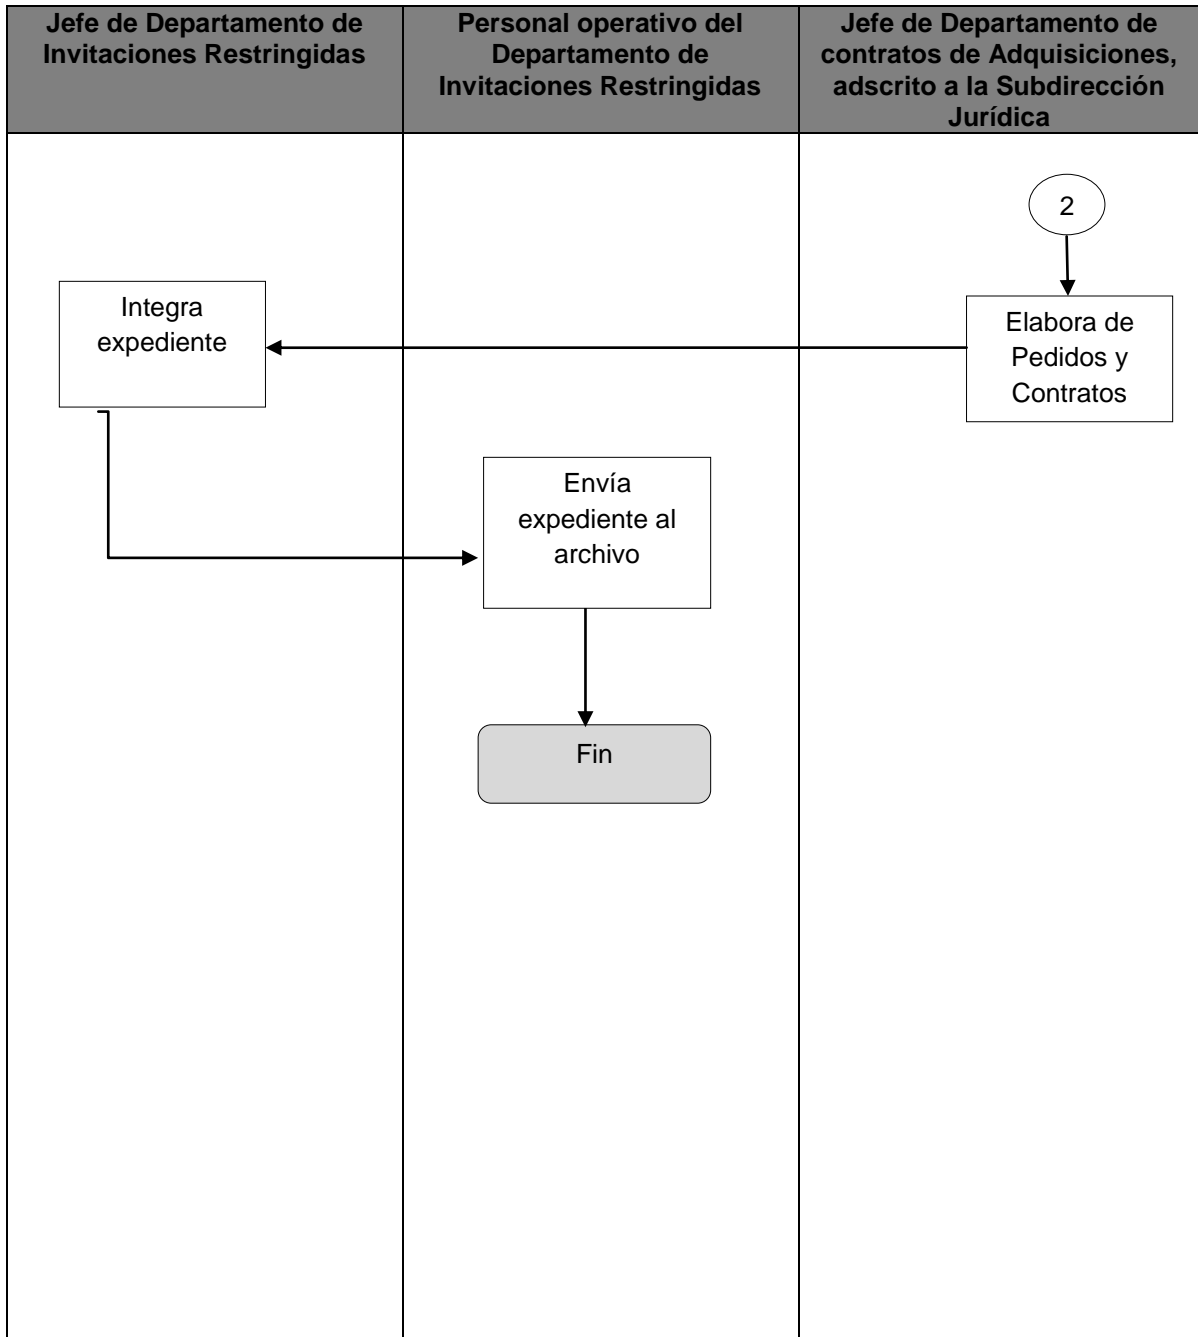 Jefe de Departamento de
Invitaciones Restringidas
Personal operativo del
Departamento de
Invitaciones Restringidas
Jefe de Departamento de
contratos de Adquisiciones,
adscrito a la Subdirección
Jurídica
2
Elabora de
Pedidos y
Contratos
Integra
expediente
Envía
expediente al
archivo
Fin